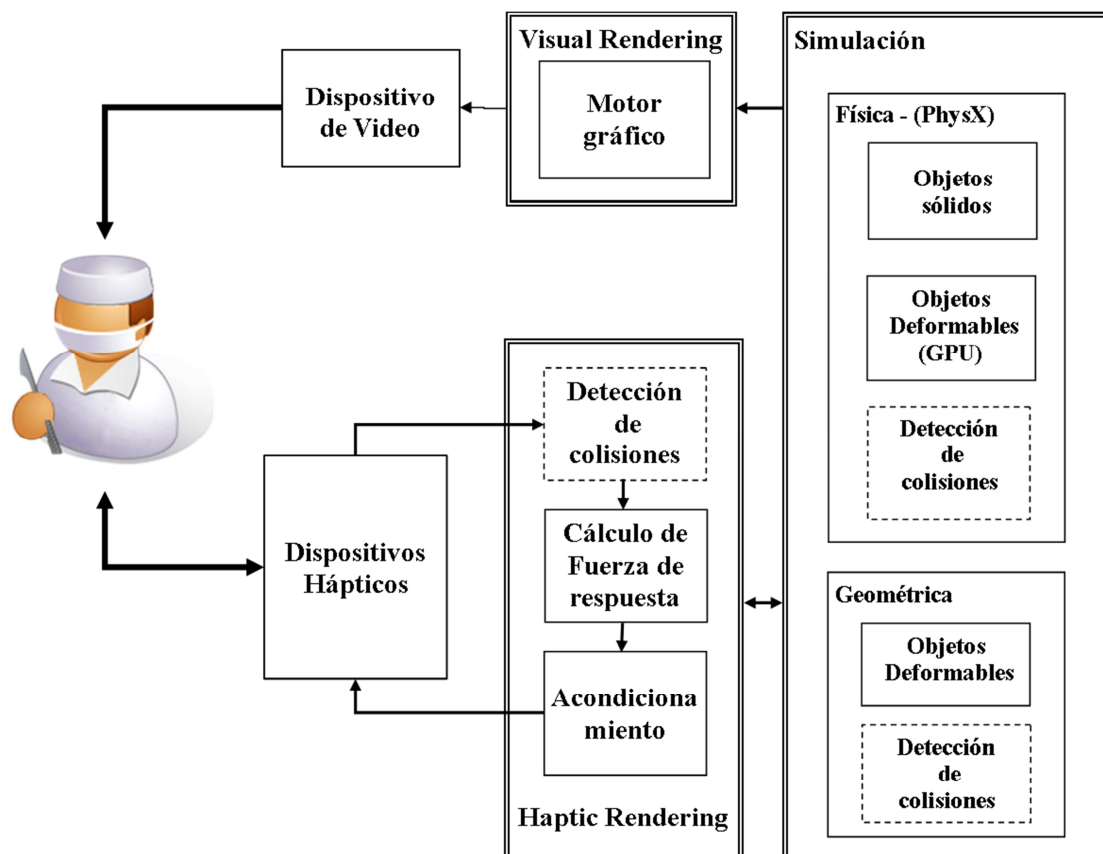 Visual Rendering
Motor
gráfico
Dispositivo
de Video
Simulación
Física - (PhysX)
Objetos
sólidos
Objetos
Deformables
(GPU)
Detección
de
colisiones
Geométrica
Objetos
Deformables
Detección
de
colisiones
Detección
de
colisiones
Cálculo de
Fuerza de
respuesta
Acondiciona
miento
Haptic Rendering
Dispositivos
Hápticos